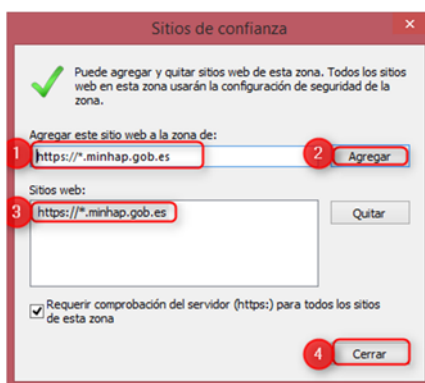 Sitios de confianza
×
Puede agregar y quitar sitios web de esta zona. Todos los sitios
web en esta zona usarán la configuración de seguridad de la
zona.
Agregar este sitio web a la zona de:
1 https://*.minhap.gob.es 2 Agregar
Sitios web:
3 https://*.minhap.gob.es Quitar
Requerir comprobación del servidor (https:) para todos los sitios
de esta zona
4 Cerrar